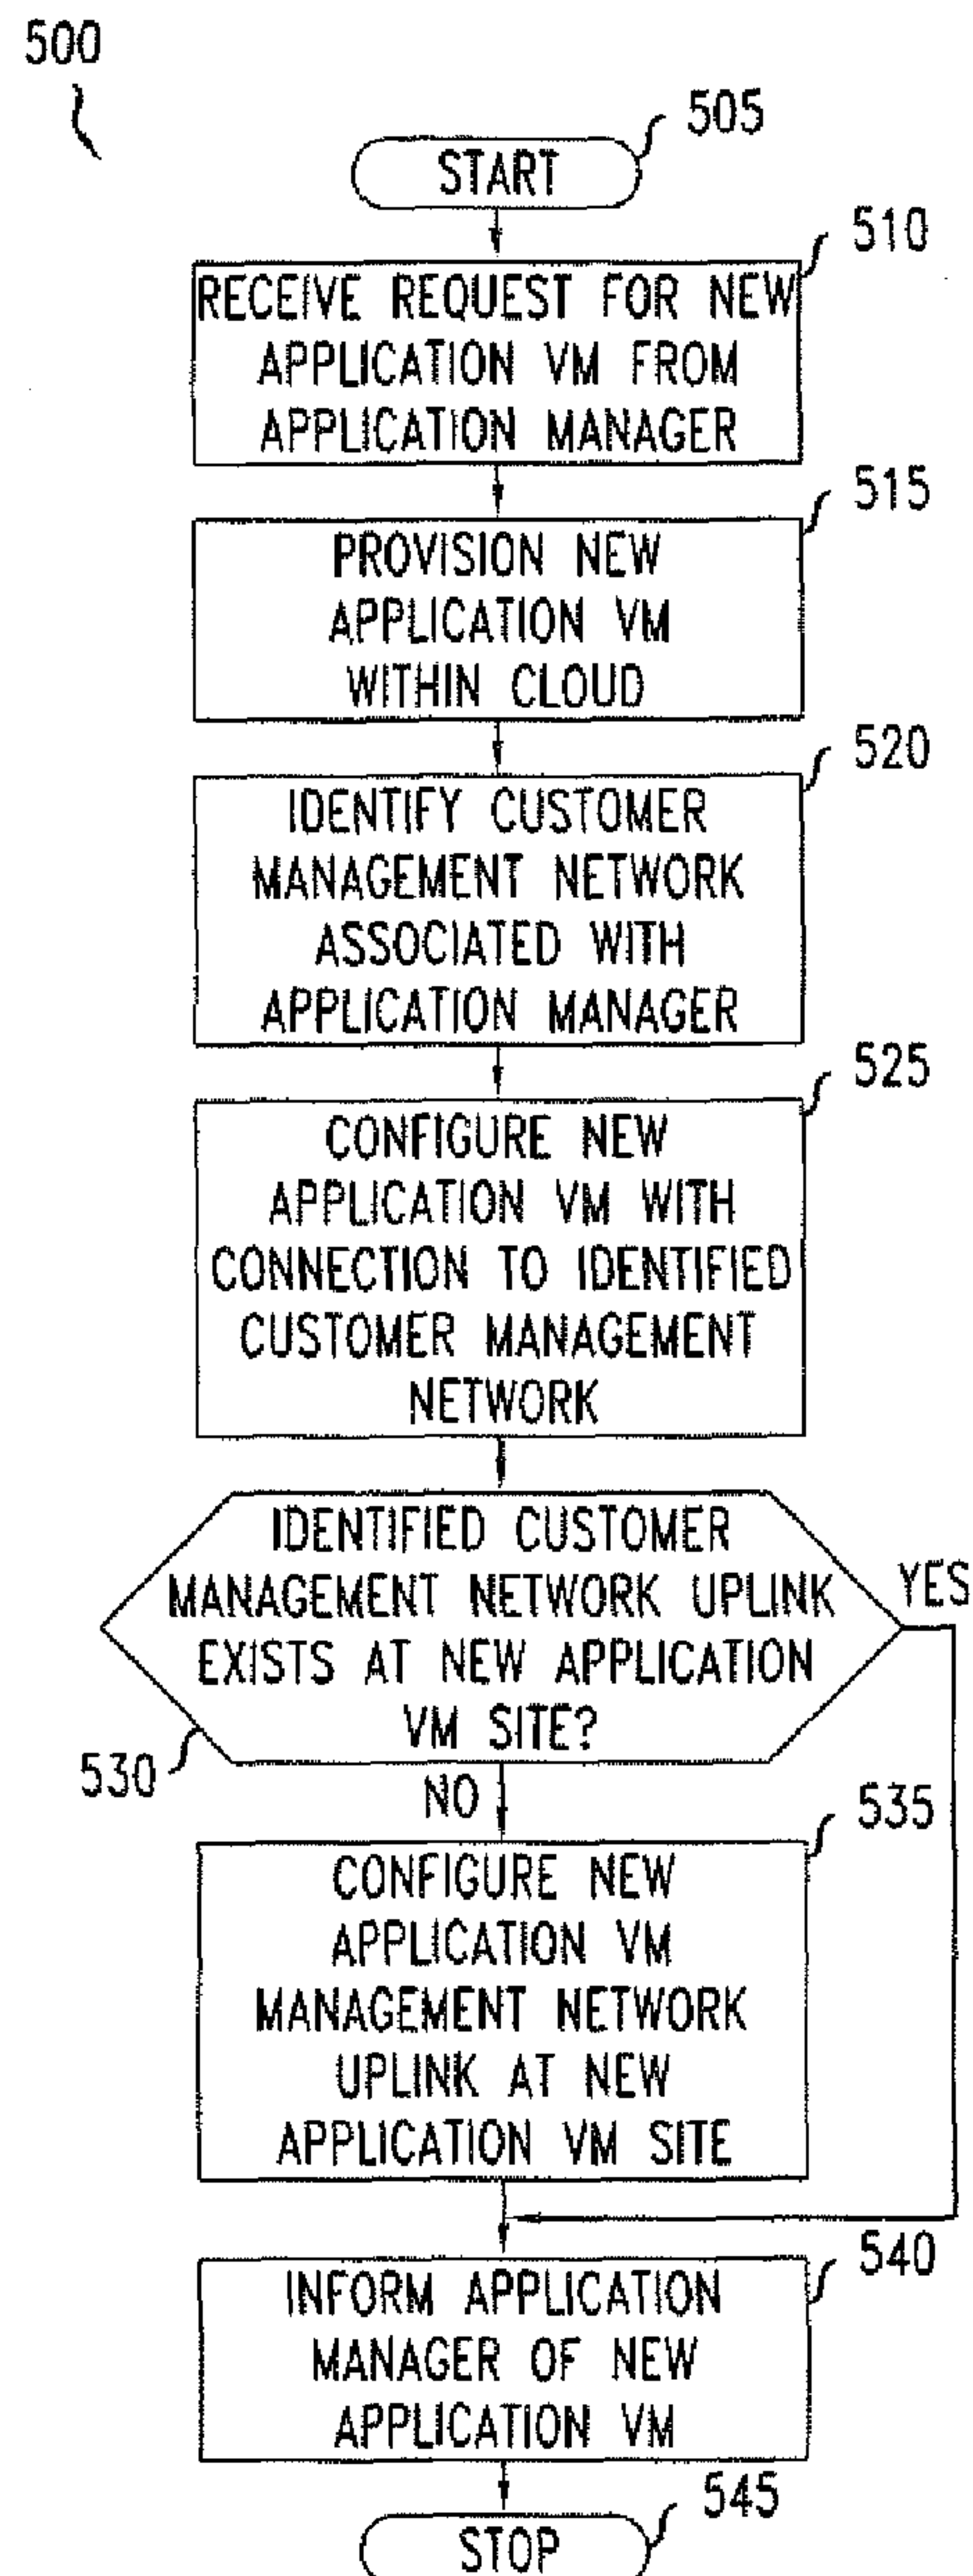 500
505
START
510
RECEIVE REQUEST FOR NEW
APPLICATION VM FROM
APPLICATION MANAGER
515
PROVISION NEW
APPLICATION VM
WITHIN CLOUD
520
IDENTIFY CUSTOMER
MANAGEMENT NETWORK
ASSOCIATED WITH
APPLICATION MANAGER
525
CONFIGURE NEW
APPLICATION VM WITH
CONNECTION TO IDENTIFIED
CUSTOMER MANAGEMENT
NETWORK
IDENTIFIED CUSTOMER
MANAGEMENT NETWORK UPLINK
EXISTS AT NEW APPLICATION
VM SITE?
YES
530
NO
535
CONFIGURE NEW
APPLICATION VM
MANAGEMENT NETWORK
UPLINK AT NEW
APPLICATION VM SITE
540
INFORM APPLICATION
MANAGER OF NEW
APPLICATION VM
545
STOP